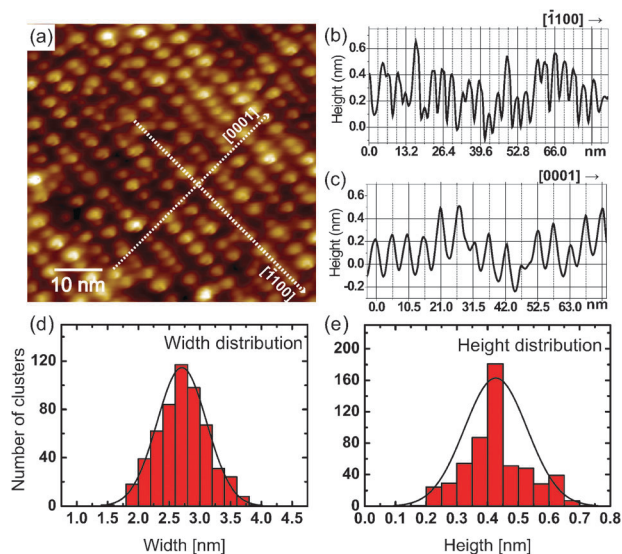 (a)
[0001]
[1̄100]
10 nm
(b)
[1̄100] →
Height (nm)
0.6
0.4
0.2
0.0
0.0 13.2 26.4 39.6 52.8 66.0 nm
(c)
[0001] →
Height (nm)
0.6
0.4
0.2
0.0
-0.2
0.0 10.5 21.0 31.5 42.0 52.5 63.0 nm
(d)
Width distribution
Number of clusters
120
80
40
0
1.0 1.5 2.0 2.5 3.0 3.5 4.0 4.5
Width [nm]
(e)
Height distribution
200
160
120
80
40
0
0.0 0.1 0.2 0.3 0.4 0.5 0.6 0.7 0.8
Heigth [nm]